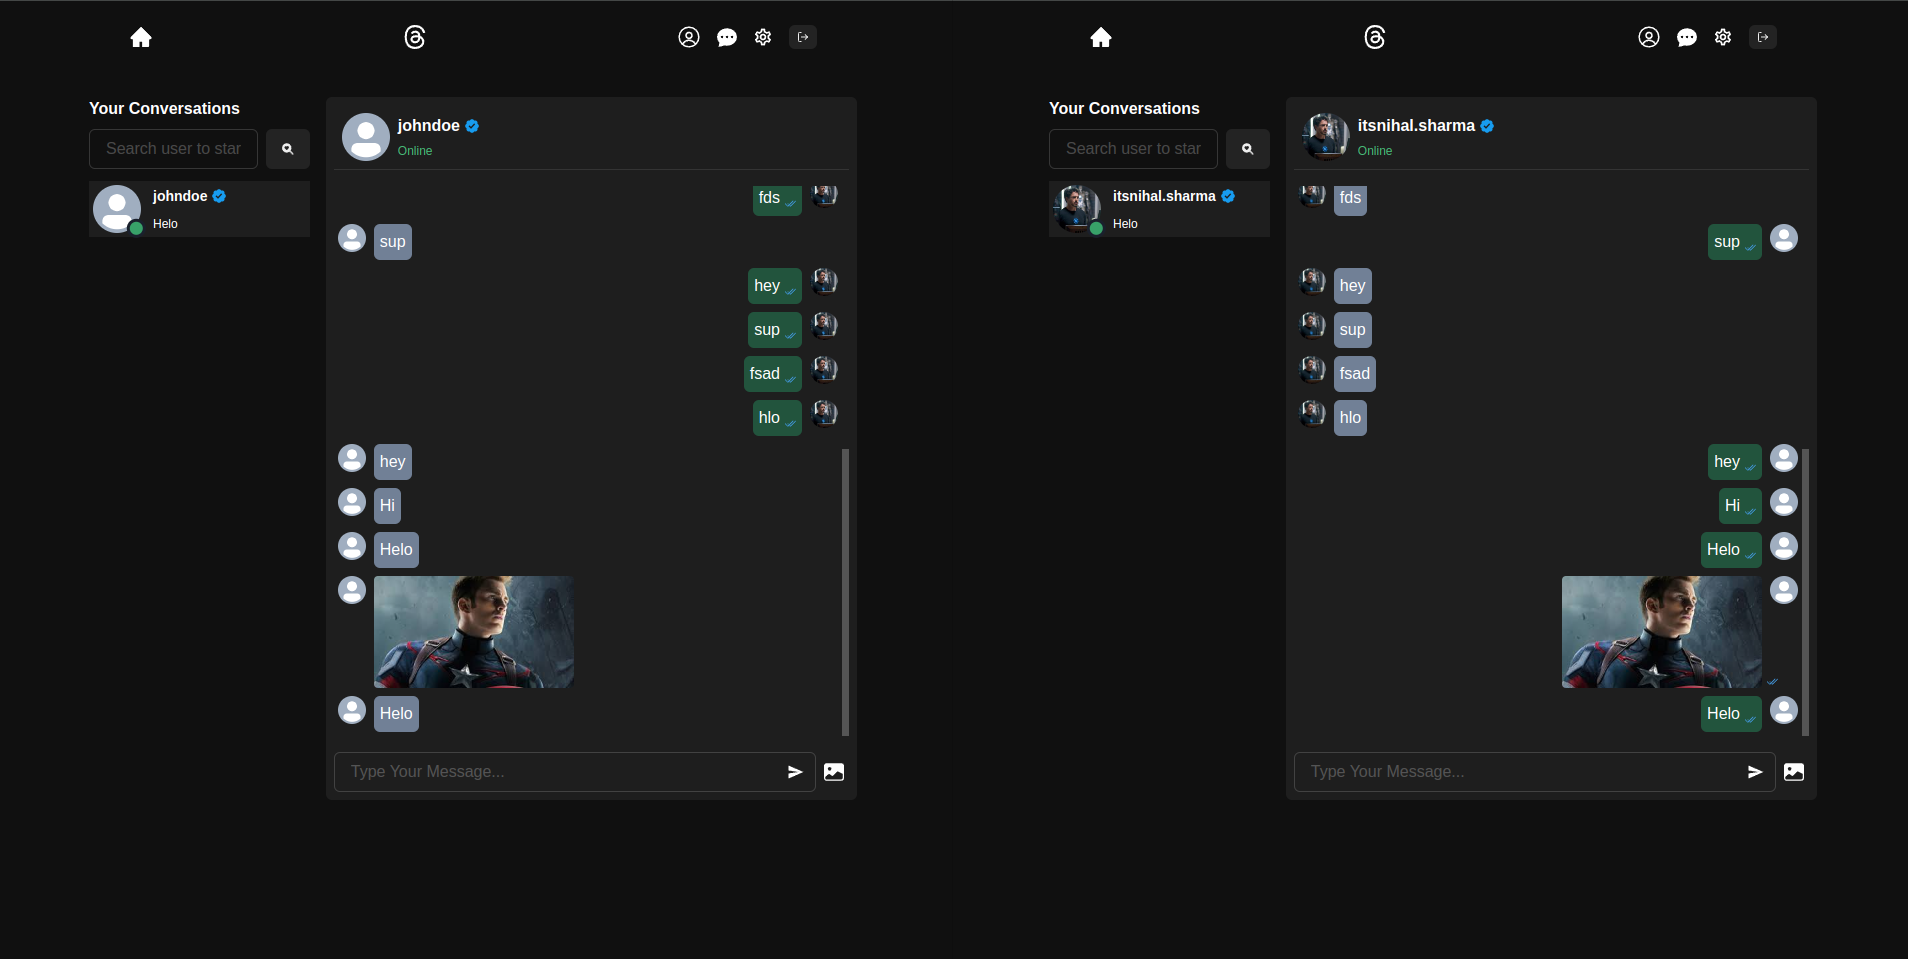 Your Conversations
Search user to star
johndoe
Helo
johndoe
Online
fds
sup
hey
sup
fsad
hlo
hey
Hi
Helo
Helo
Type Your Message...
Your Conversations
Search user to star
itsnihal.sharma
Helo
itsnihal.sharma
Online
fds
sup
hey
sup
fsad
hlo
hey
Hi
Helo
Helo
Type Your Message...